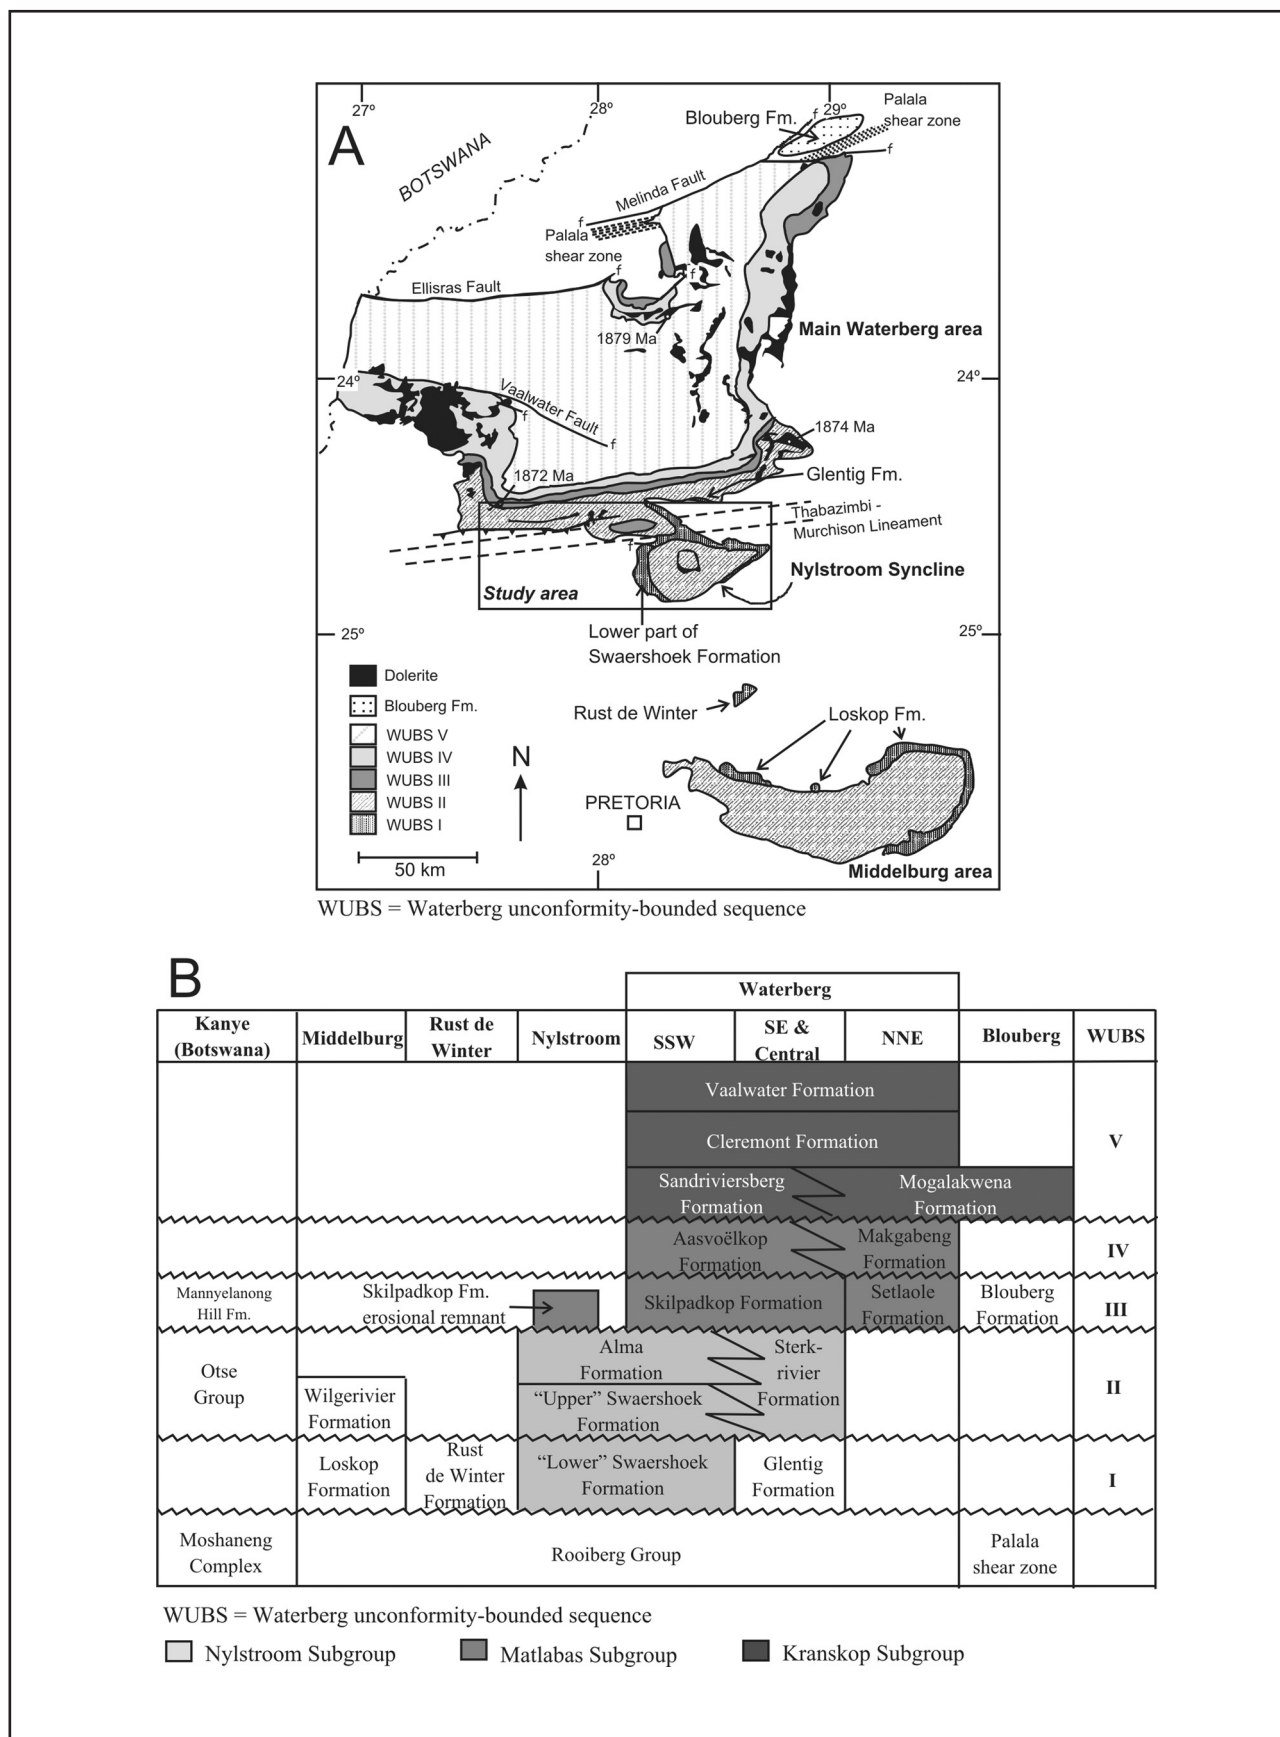 27°
28°
29°
A
BOTSWANA
Blouberg Fm.
f
Palala
shear zone
f
Melinda Fault
f
Palala
shear zone
f
f
Ellisras Fault
1879 Ma
Main Waterberg area
24°
24°
Vaalwater Fault
f
f
1874 Ma
1872 Ma
Glentig Fm.
Thabazimbi -
Murchison Lineament
f
Nylstroom Syncline
Study area
Lower part of
Swaershoek Formation
25°
25°
Dolerite
Blouberg Fm.
WUBS V
WUBS IV
WUBS III
WUBS II
WUBS I
N
50 km
Rust de Winter
Loskop Fm.
PRETORIA
28°
Middelburg area
WUBS = Waterberg unconformity-bounded sequence
B
Waterberg
Kanye
(Botswana)
Middelburg
Rust de
Winter
Nylstroom
SSW
SE &
Central
NNE
Blouberg
WUBS
Vaalwater Formation
Cleremont Formation
V
Sandriviersberg
Formation
Mogalakwena
Formation
Aasvoëlkop
Formation
Makgabeng
Formation
IV
Mannyelanong
Hill Fm.
Skilpadkop Fm.
erosional remnant
Skilpadkop Formation
Setlaole
Formation
Blouberg
Formation
III
Otse
Group
Wilgerivier
Formation
Alma
Formation
“Upper” Swaershoek
Formation
Sterk-
rivier
Formation
II
Loskop
Formation
Rust
de Winter
Formation
“Lower” Swaershoek
Formation
Glentig
Formation
I
Moshaneng
Complex
Rooiberg Group
Palala
shear zone
WUBS = Waterberg unconformity-bounded sequence
Nylstroom Subgroup
Matlabas Subgroup
Kranskop Subgroup